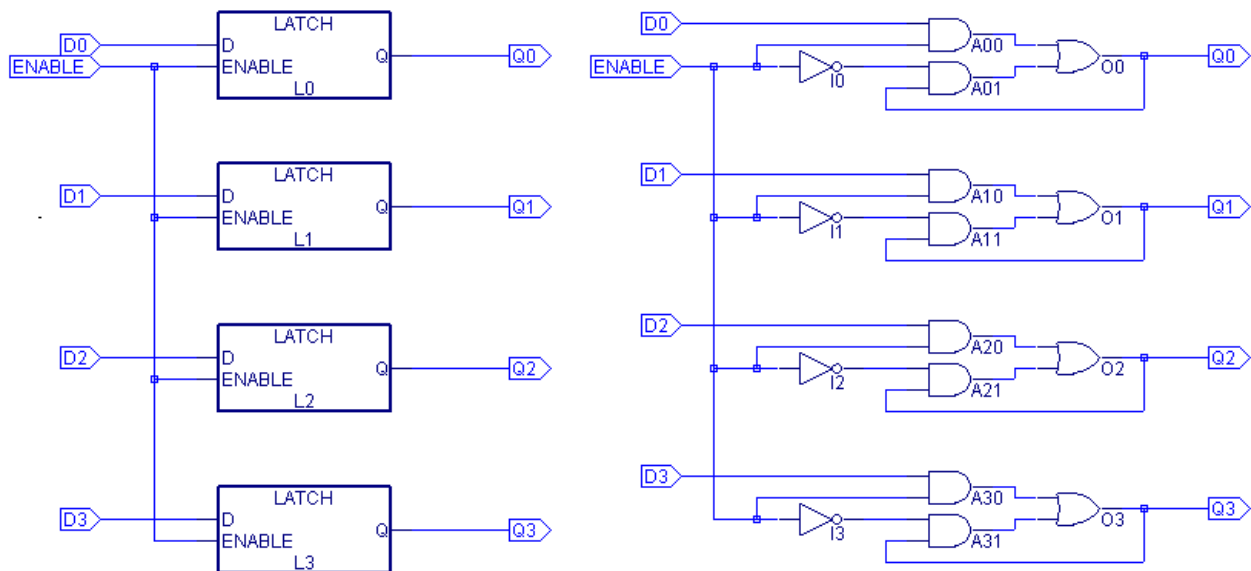 LATCH
D0
D
Q
Q0
ENABLE
ENABLE
L0
LATCH
D1
D
Q
Q1
ENABLE
L1
LATCH
D2
D
Q
Q2
ENABLE
L2
LATCH
D3
D
Q
Q3
ENABLE
L3
D0
A00
ENABLE
I0
A01
O0
Q0
D1
A10
I1
A11
O1
Q1
D2
A20
I2
A21
O2
Q2
D3
A30
I3
A31
O3
Q3